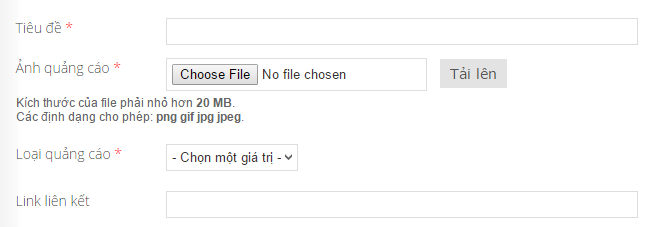 Tiêu đề *
Ảnh quảng cáo * Choose File No file chosen Tải lên
Kích thước của file phải nhỏ hơn 20 MB.
Các định dạng cho phép: png gif jpg jpeg.
Loại quảng cáo * - Chọn một giá trị -
Link liên kết